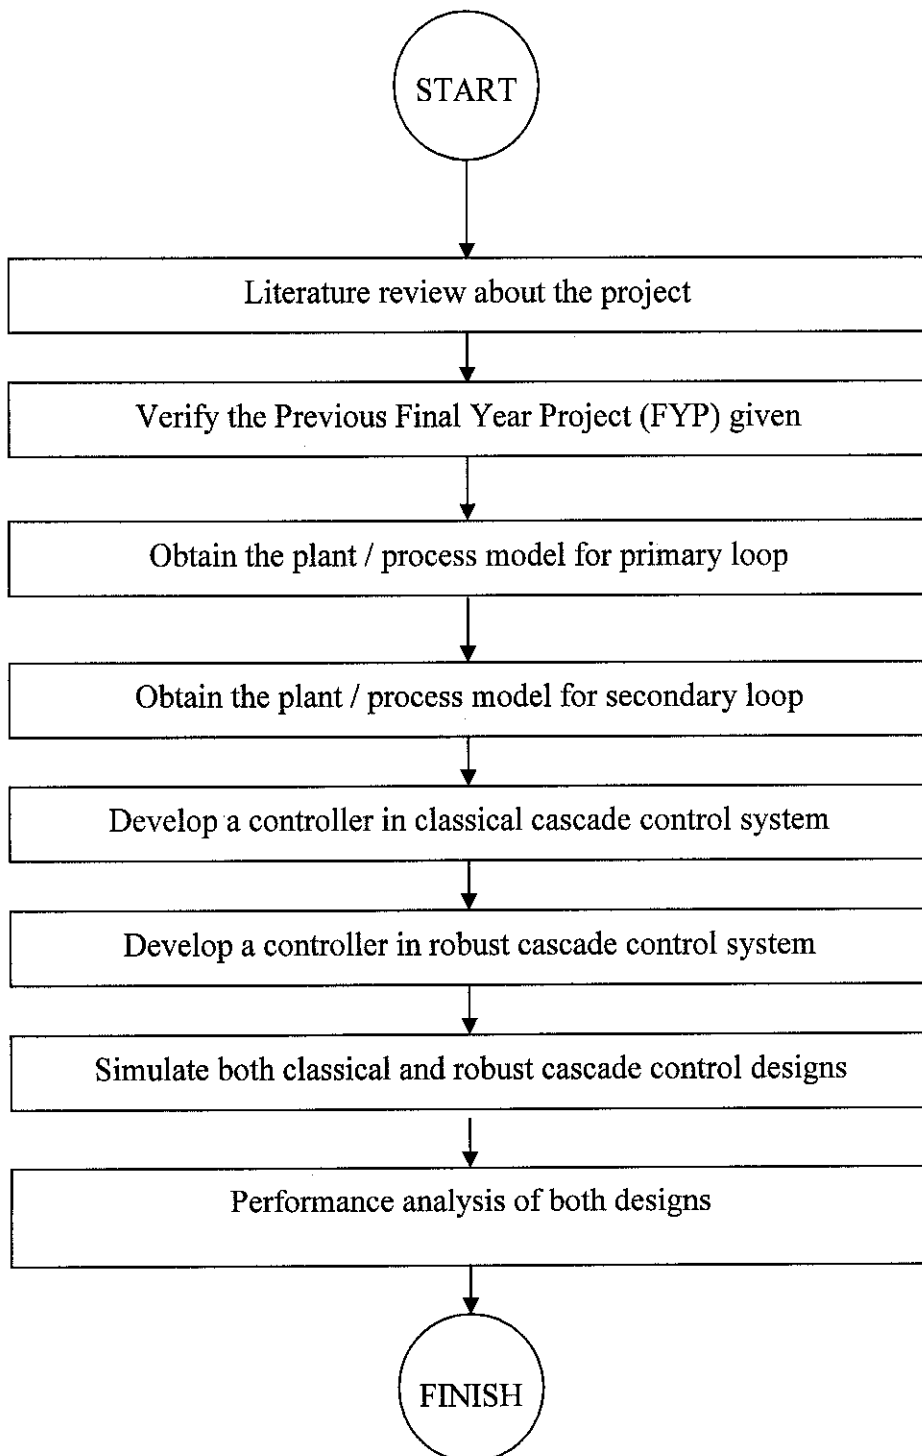 START
Literature review about the project
Verify the Previous Final Year Project (FYP) given
Obtain the plant / process model for primary loop
Obtain the plant / process model for secondary loop
Develop a controller in classical cascade control system
Develop a controller in robust cascade control system
Simulate both classical and robust cascade control designs
Performance analysis of both designs
FINISH